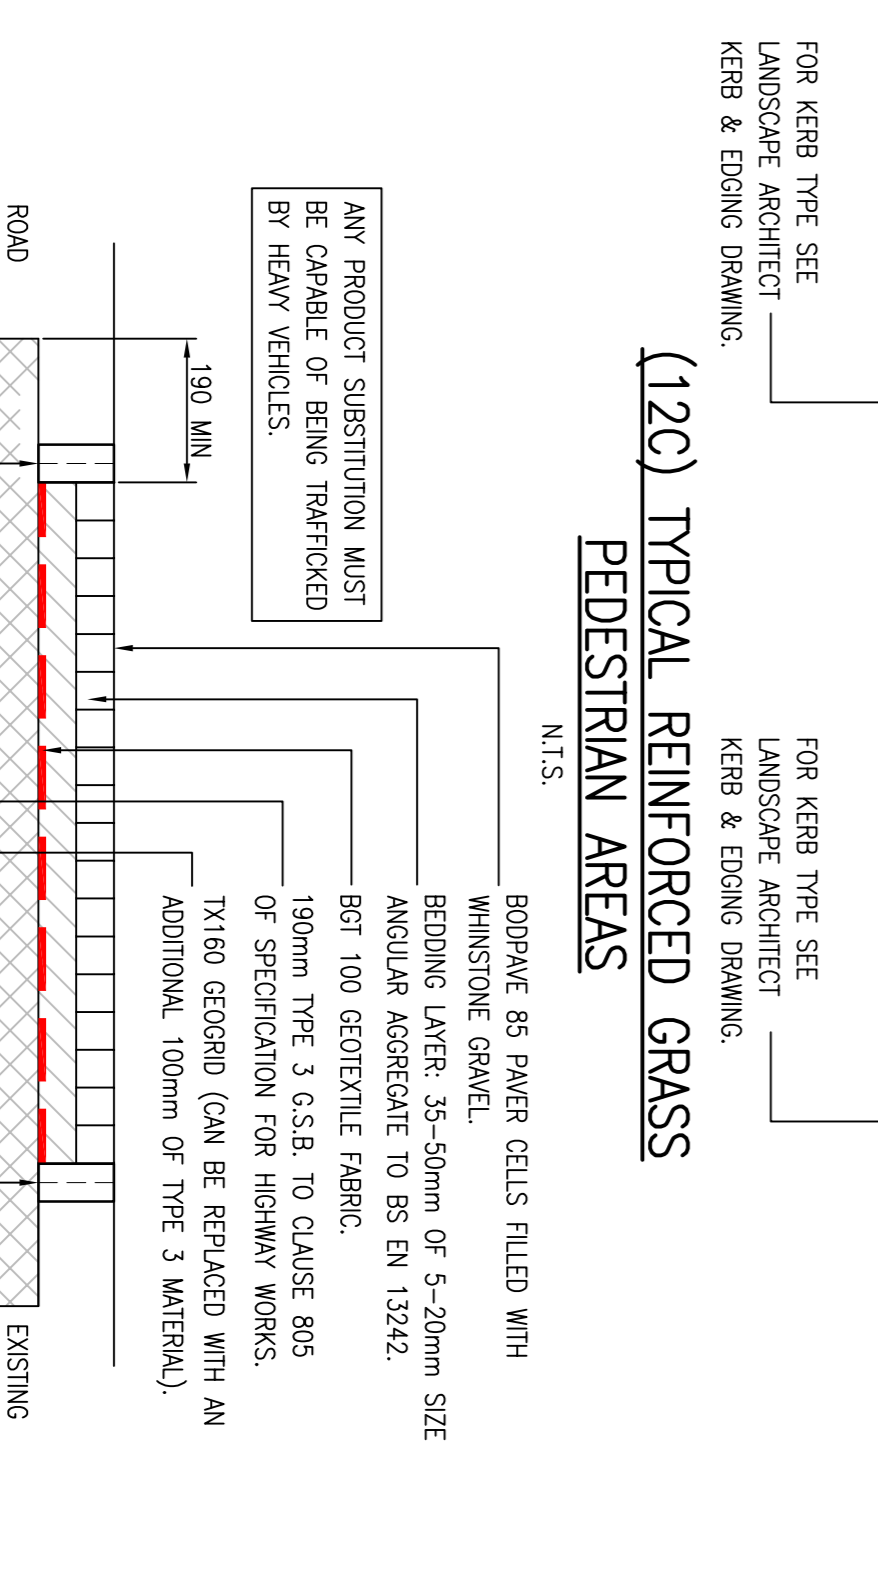 FOR KERB TYPE SEE
LANDSCAPE ARCHITECT
KERB & EDGING DRAWING.
FOR KERB TYPE SEE
LANDSCAPE ARCHITECT
KERB & EDGING DRAWING.
(12C) TYPICAL REINFORCED GRASS
PEDESTRIAN AREAS
N.T.S.
BODPAVE 85 PAVER CELLS FILLED WITH
WHINSTONE GRAVEL.
BEDDING LAYER: 35-50mm OF 5-20mm SIZE
ANGULAR AGGREGATE TO BS EN 13242.
BGT 100 GEOTEXTILE FABRIC.
190mm TYPE 3 G.S.B. TO CLAUSE 805
OF SPECIFICATION FOR HIGHWAY WORKS.
TX160 GEOGRID (CAN BE REPLACED WITH AN
ADDITIONAL 100mm OF TYPE 3 MATERIAL).
ANY PRODUCT SUBSTITUTION MUST
BE CAPABLE OF BEING TRAFFICKED
BY HEAVY VEHICLES.
190 MIN
ROAD
EXISTING